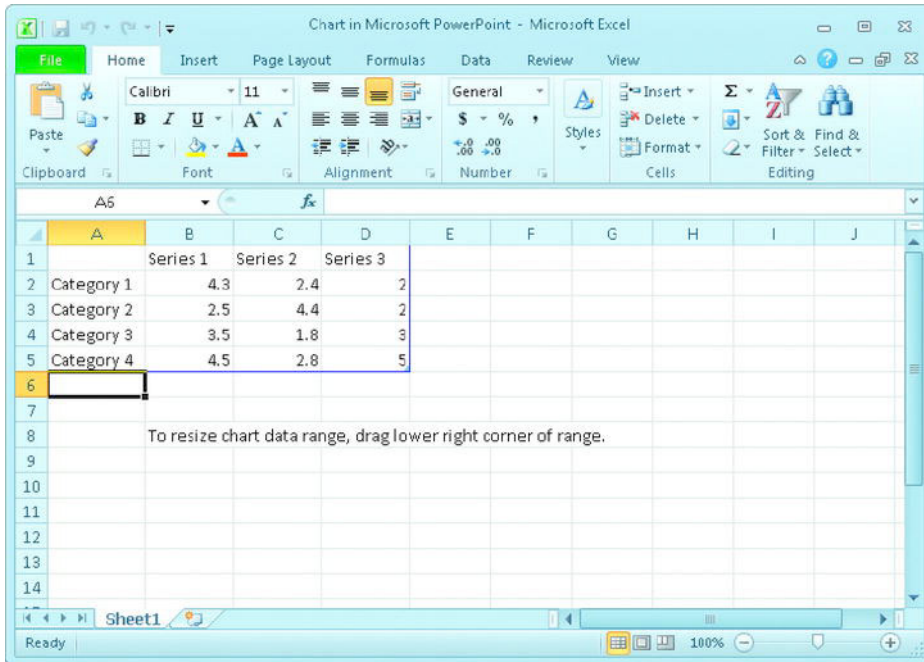 Chart in Microsoft PowerPoint - Microsoft Excel
File Home Insert Page Layout Formulas Data Review View
Calibri 11 General Insert Σ
B I U A A $ % , Delete
Paste A .00 .00 Styles Format Sort & Find &
Filter Select
Clipboard Font Alignment Number Cells Editing
A6 fx
A B C D E F G H I J
1 Series 1 Series 2 Series 3
2 Category 1 4.3 2.4 2
3 Category 2 2.5 4.4 2
4 Category 3 3.5 1.8 3
5 Category 4 4.5 2.8 5
6
7
8 To resize chart data range, drag lower right corner of range.
9
10
11
12
13
14
Sheet1
Ready 100%